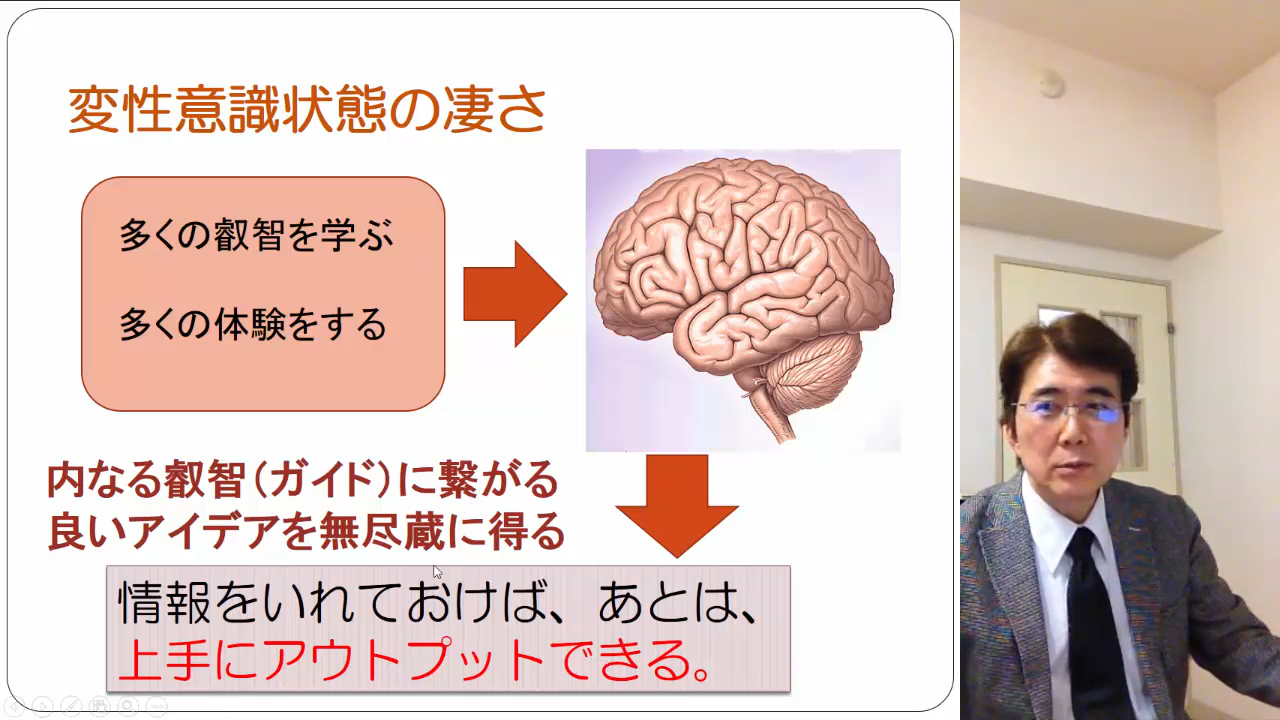 変性意識状態の凄さ
多くの叡智を学ぶ
多くの体験をする
内なる叡智(ガイド)に繋がる
良いアイデアを無尽蔵に得る
情報をいれておけば、あとは、
上手にアウトプットできる。